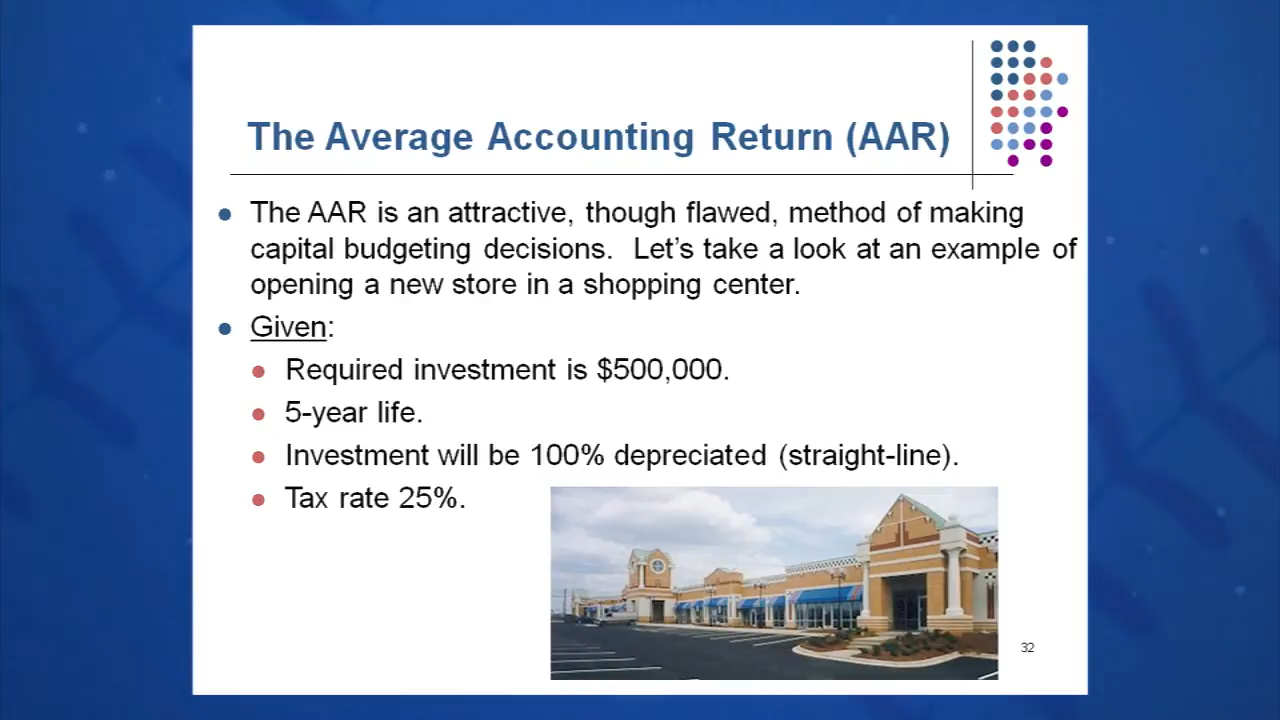 The Average Accounting Return (AAR)
The AAR is an attractive, though flawed, method of making
capital budgeting decisions. Let’s take a look at an example of
opening a new store in a shopping center.
Given:
Required investment is $500,000.
5-year life.
Investment will be 100% depreciated (straight-line).
Tax rate 25%.
32